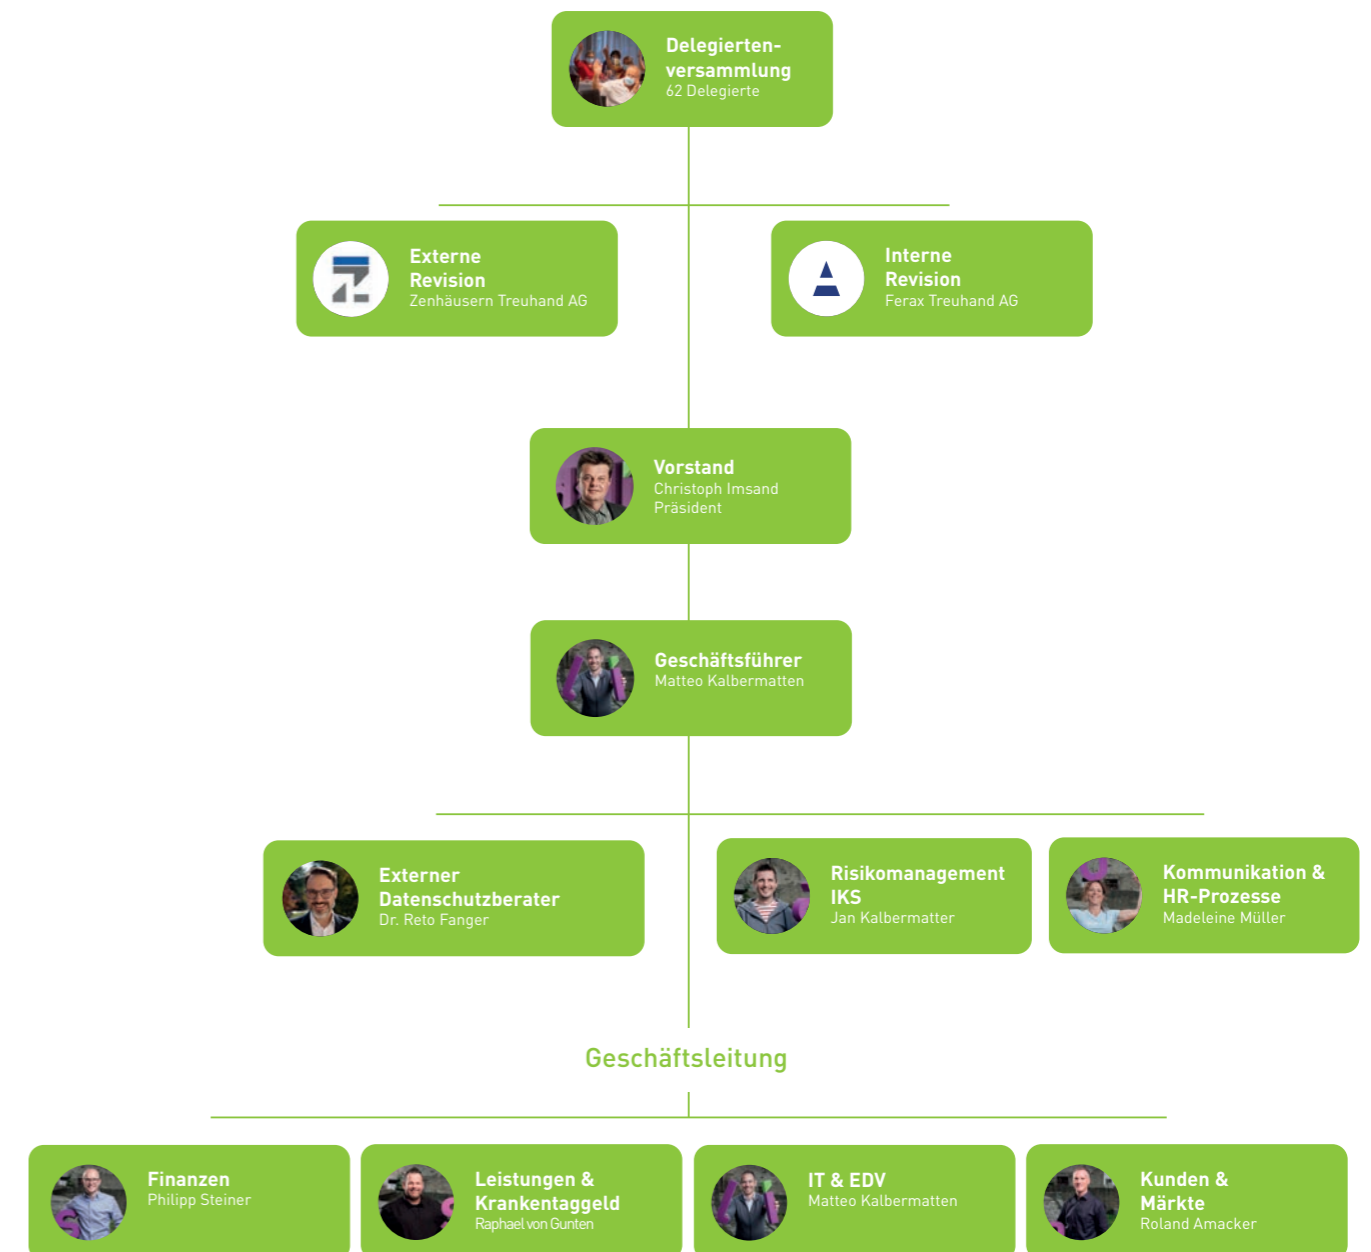 Delegierten-
versammlung
62 Delegierte
Externe
Revision
Zenhäusern Treuhand AG
Interne
Revision
Ferax Treuhand AG
Vorstand
Christoph Imsand
Präsident
Geschäftsführer
Matteo Kalbermatten
Externer
Datenschutzberater
Dr. Reto Fanger
Risikomanagement
IKS
Jan Kalbermatter
Kommunikation &
HR-Prozesse
Madeleine Müller
Geschäftsleitung
Finanzen
Philipp Steiner
Leistungen &
Krankentaggeld
Raphael von Gunten
IT & EDV
Matteo Kalbermatten
Kunden &
Märkte
Roland Amacker